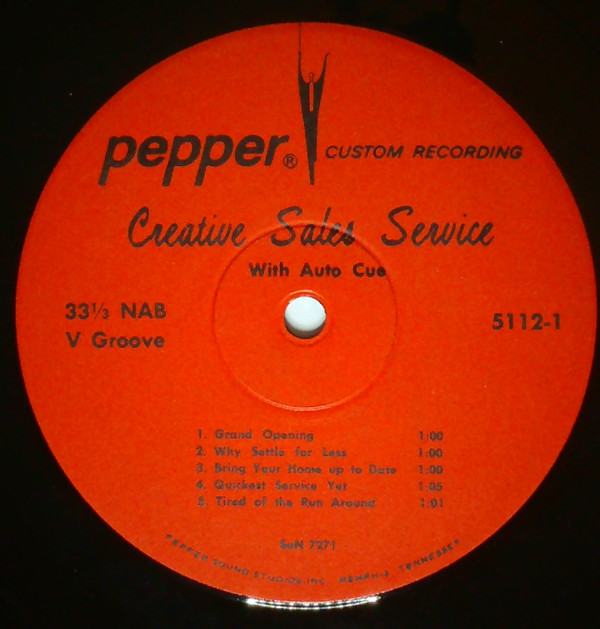 pepper® CUSTOM RECORDING
Creative Sales Service
With Auto Cue
33⅓ NAB
V Groove
5112-1
1. Grand Opening 1:00
2. Why Settle for Less 1:00
3. Bring Your Home up to Date 1:00
4. Quickest Service Yet 1:05
5. Tired of the Run Around 1:01
SoN 7271
PEPPER SOUND STUDIOS, INC. MEMPHIS, TENNESSEE